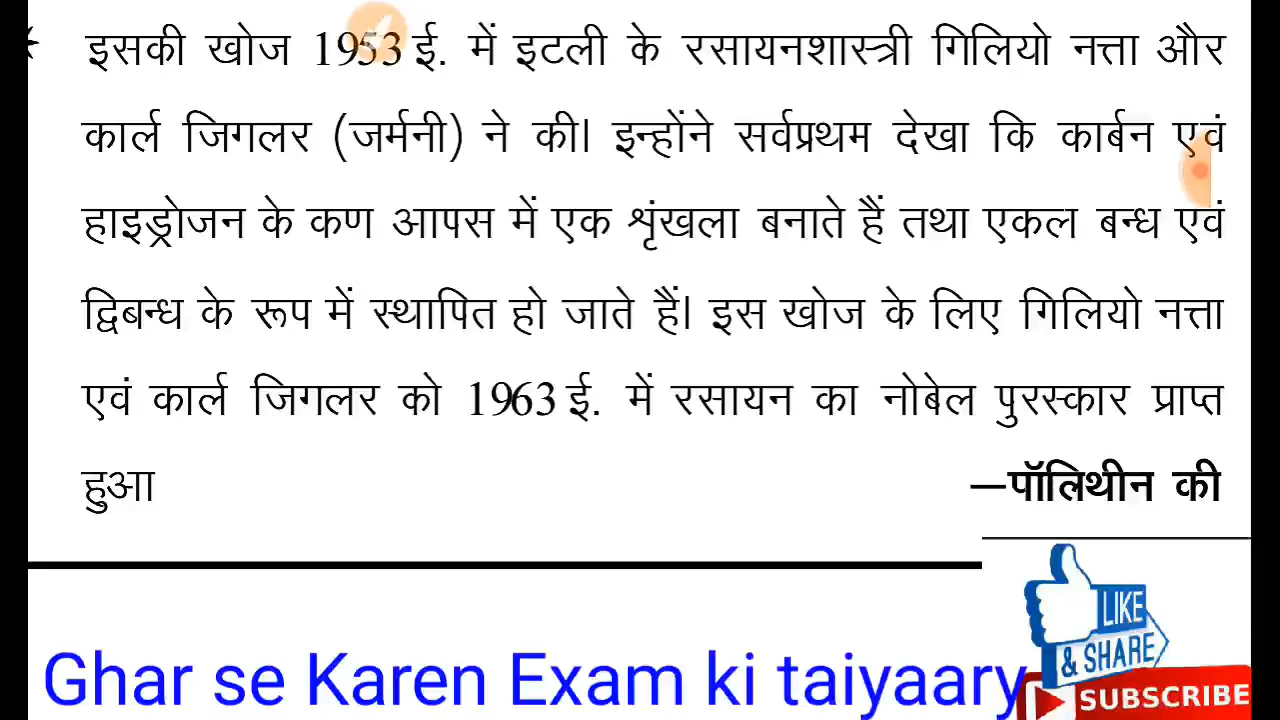 इसकी खोज 1953 ई. में इटली के रसायनशास्त्री गिलियो नत्ता और
कार्ल जिगलर (जर्मनी) ने की। इन्होंने सर्वप्रथम देखा कि कार्बन एवं
हाइड्रोजन के कण आपस में एक शृंखला बनाते हैं तथा एकल बन्ध एवं
द्विबन्ध के रूप में स्थापित हो जाते हैं। इस खोज के लिए गिलियो नत्ता
एवं कार्ल जिगलर को 1963 ई. में रसायन का नोबेल पुरस्कार प्राप्त
हुआ —पॉलिथीन की
LIKE
& SHARE
Ghar se Karen Exam ki taiyaary
SUBSCRIBE